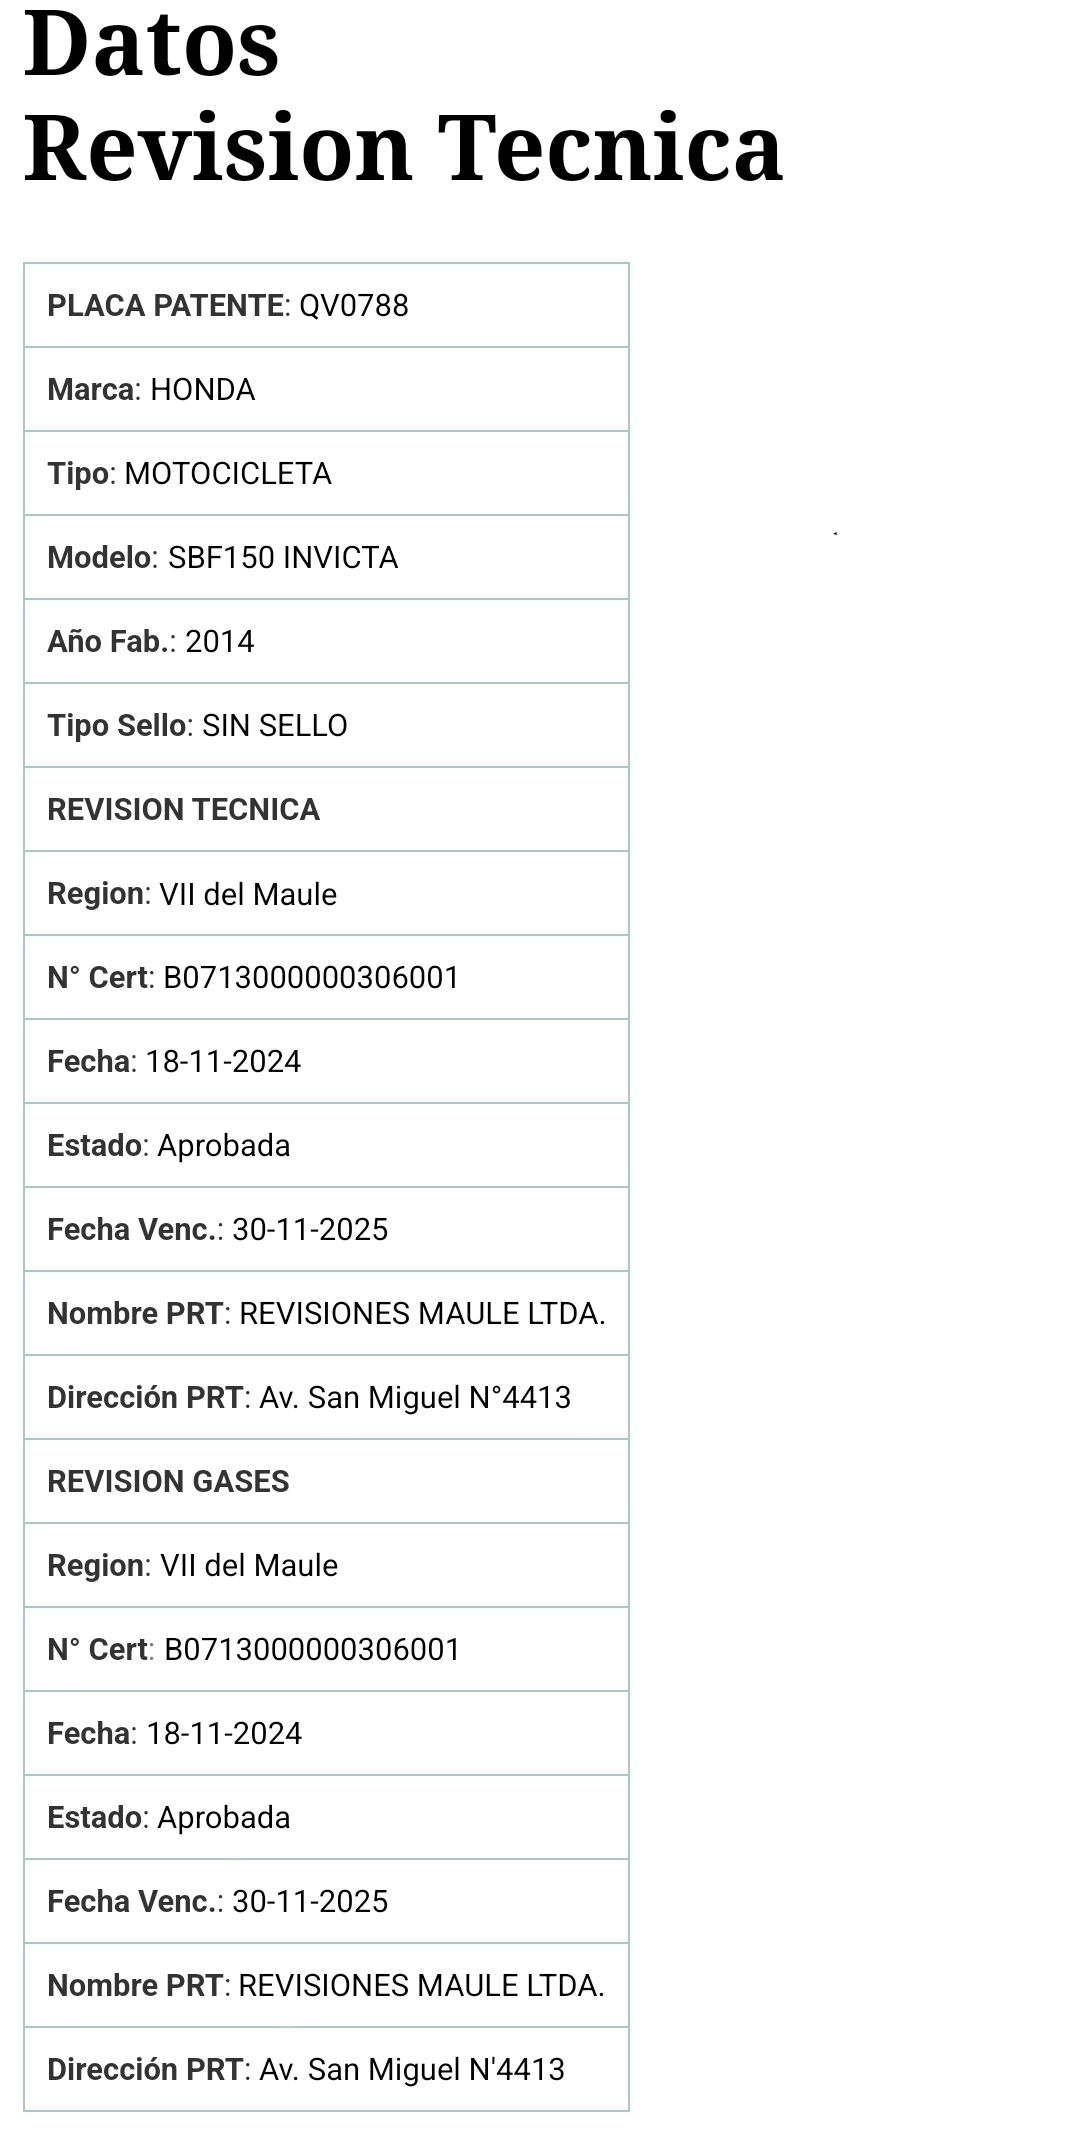 Datos
Revision Tecnica
PLACA PATENTE: QV0788
Marca: HONDA
Tipo: MOTOCICLETA
Modelo: SBF150 INVICTA
Año Fab.: 2014
Tipo Sello: SIN SELLO
REVISION TECNICA
Region: VII del Maule
N° Cert: B0713000000306001
Fecha: 18-11-2024
Estado: Aprobada
Fecha Venc.: 30-11-2025
Nombre PRT: REVISIONES MAULE LTDA.
Dirección PRT: Av. San Miguel N°4413
REVISION GASES
Region: VII del Maule
N° Cert: B0713000000306001
Fecha: 18-11-2024
Estado: Aprobada
Fecha Venc.: 30-11-2025
Nombre PRT: REVISIONES MAULE LTDA.
Dirección PRT: Av. San Miguel N'4413